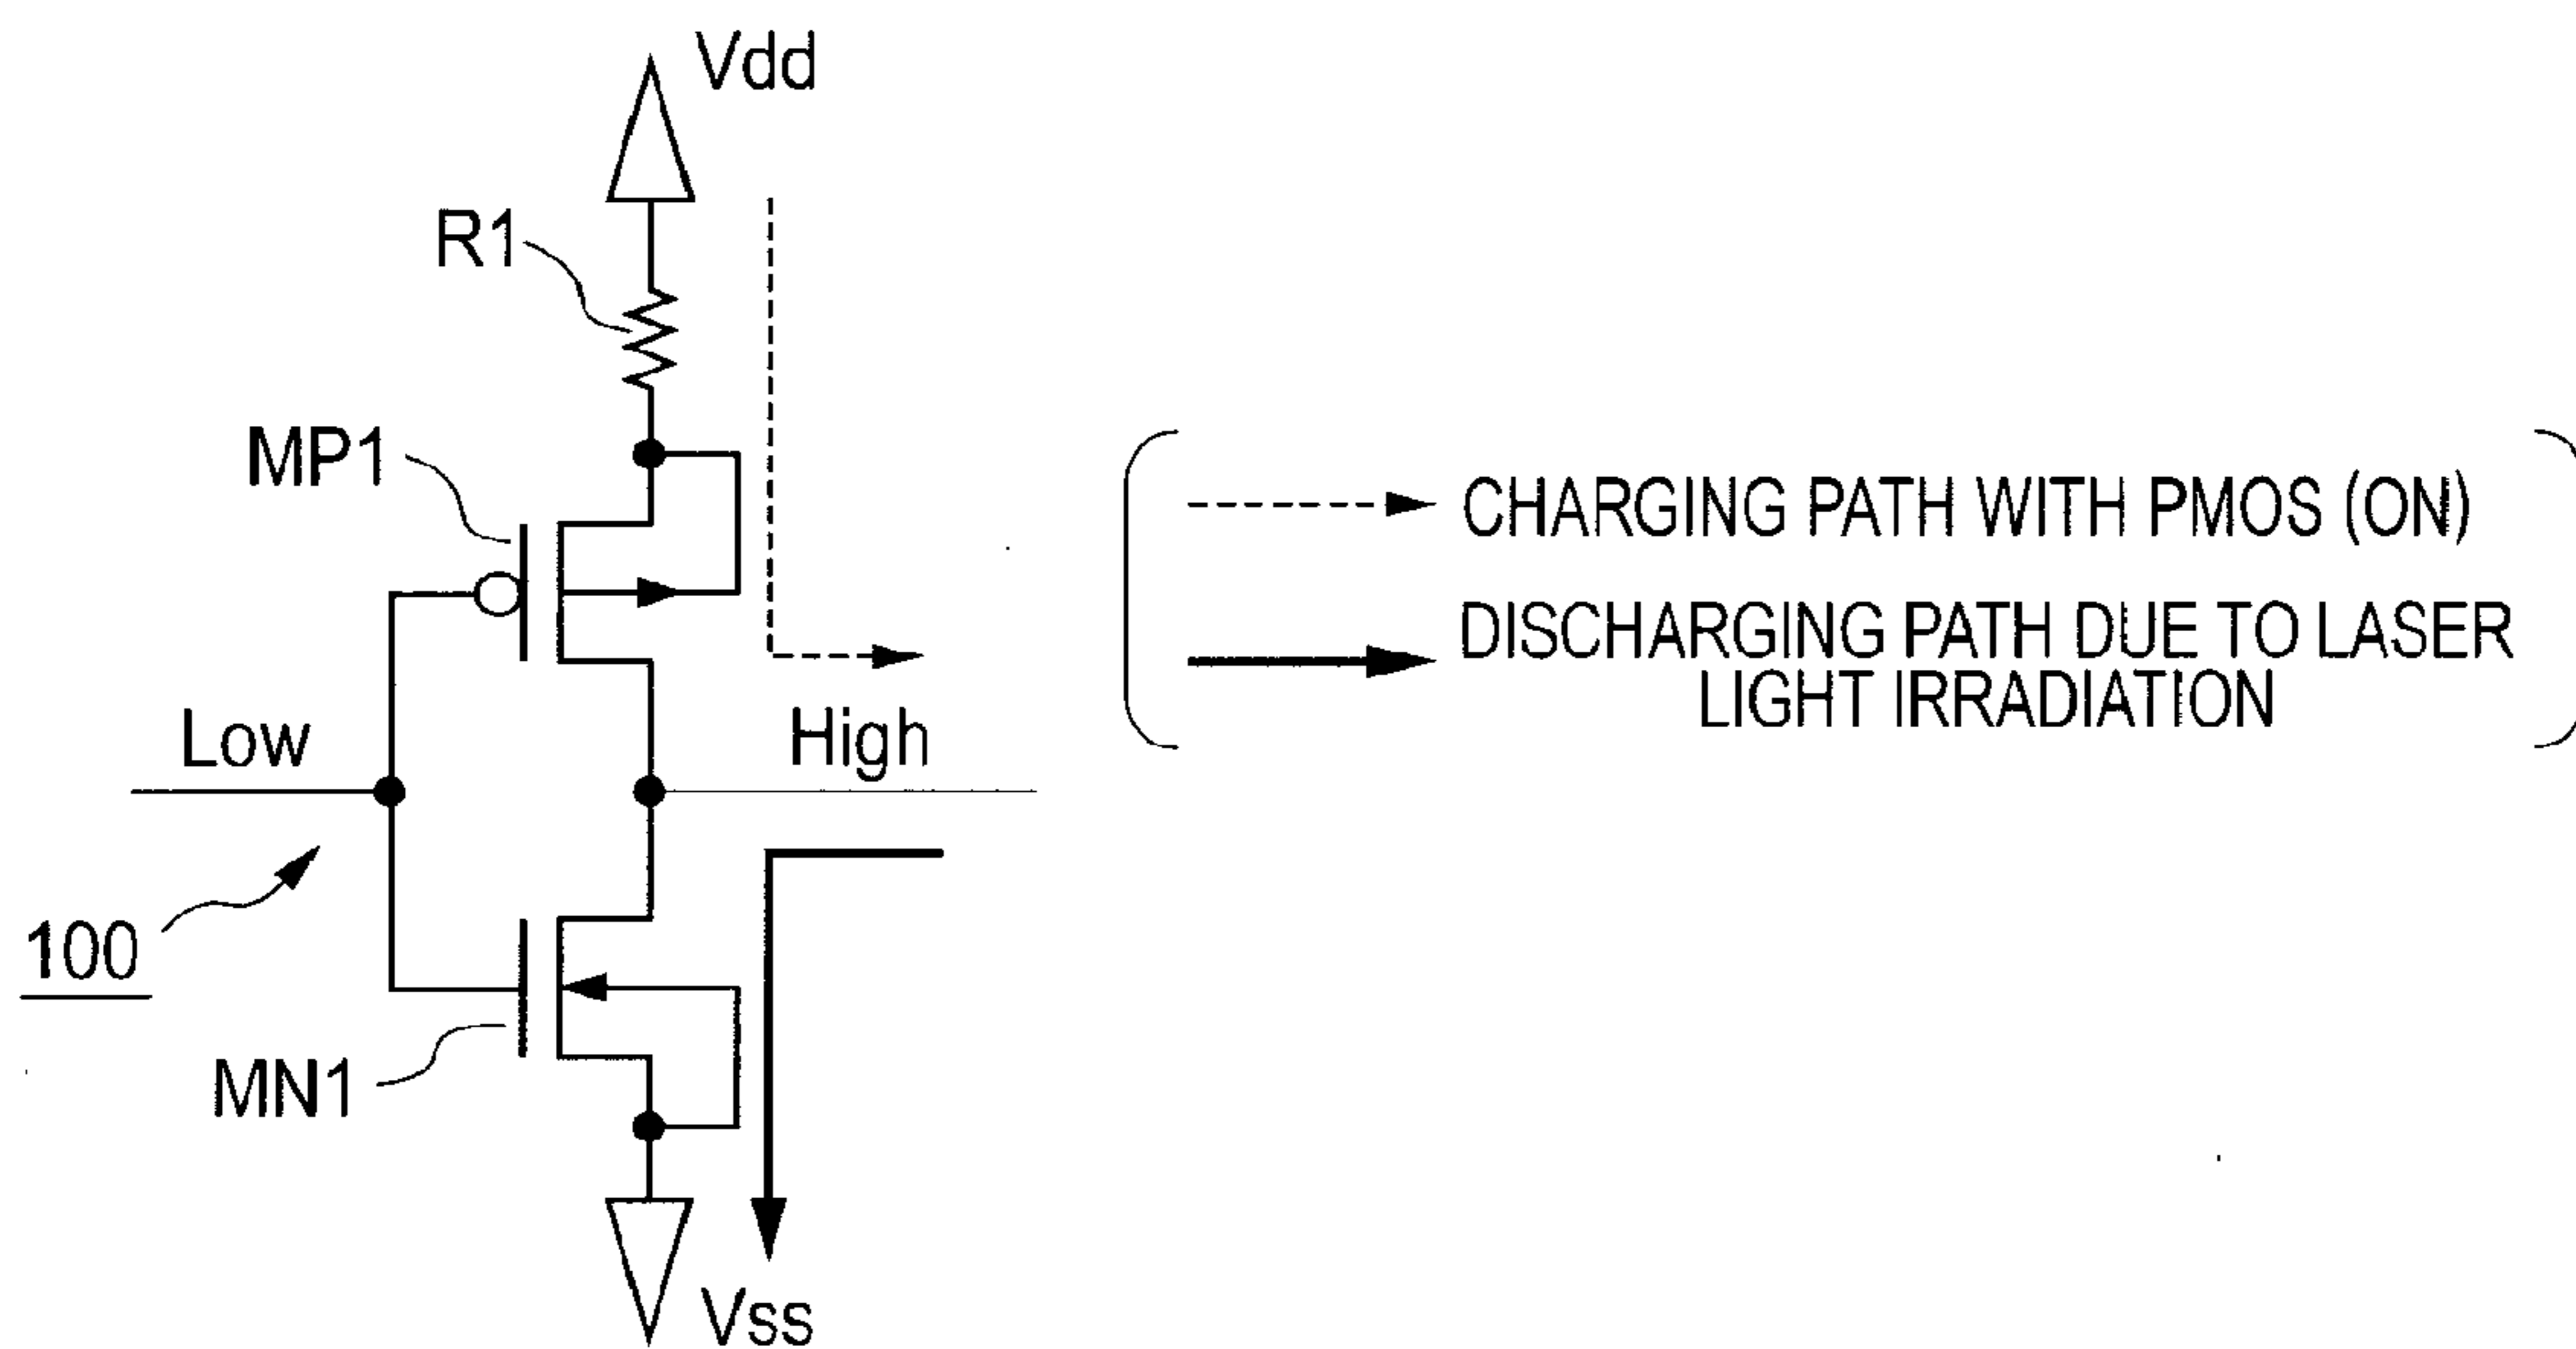 Vdd
R1
MP1
CHARGING PATH WITH PMOS (ON)
DISCHARGING PATH DUE TO LASER
LIGHT IRRADIATION
Low
High
100
MN1
Vss